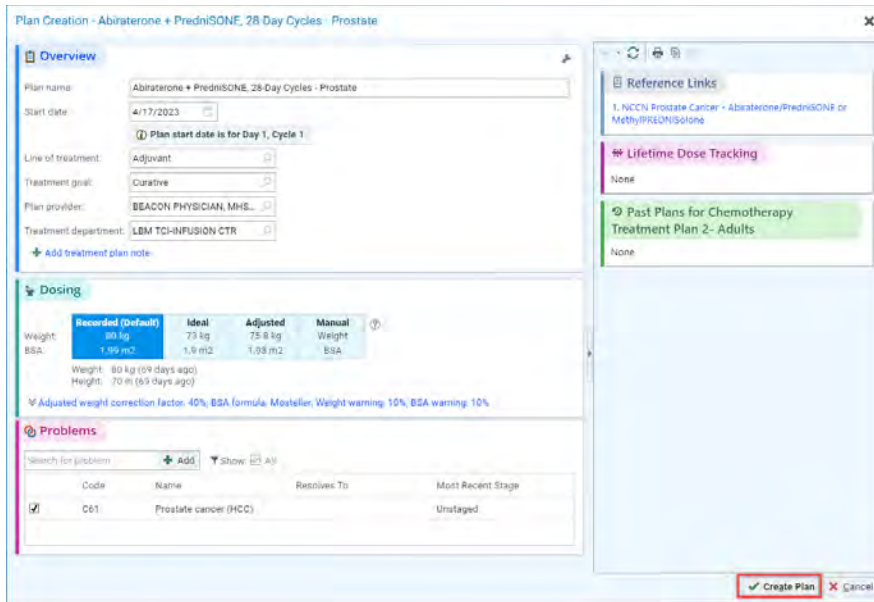 Plan Creation - Abiraterone + PredniSONE, 28-Day Cycles - Prostate
Overview
Plan name: Abiraterone + PredniSONE, 28-Day Cycles - Prostate
Start date: 4/17/2023
Plan start date is for Day 1, Cycle 1
Line of treatment: Adjuvant
Treatment goal: Curative
Plan provider: BEACON PHYSICIAN, MHS...
Treatment department: LBM TCI-INFUSION CTR
Add treatment plan note
Dosing
Recorded (Default) Ideal Adjusted Manual
Weight: 80 kg 73 kg 75.8 kg Weight
BSA: 1.99 m2 1.9 m2 1.93 m2 BSA
Weight: 80 kg (69 days ago)
Height: 70 in (69 days ago)
Adjusted weight correction factor: 40%; BSA formula: Mosteller; Weight warning: 10%; BSA warning: 10%
Problems
Search for problem Add Show: All
Code Name Resolves To Most Recent Stage
C61 Prostate cancer (HCC) Unstaged
Reference Links
1. NCCN Prostate Cancer - Abiraterone/PredniSONE or
MethylPREDNISolone
Lifetime Dose Tracking
None
Past Plans for Chemotherapy
Treatment Plan 2- Adults
None
Create Plan Cancel